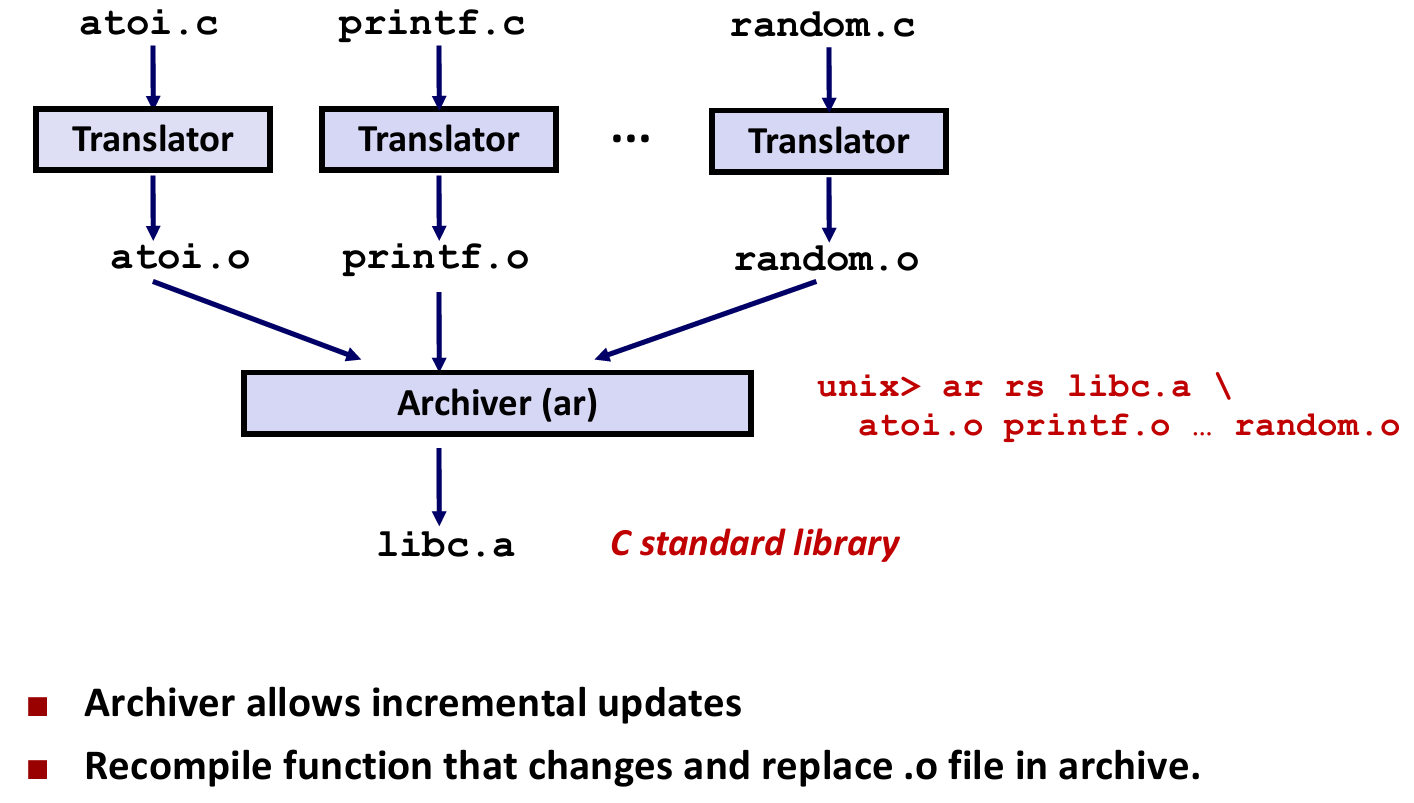 atoi.c printf.c random.c
Translator Translator ... Translator
atoi.o printf.o random.o
Archiver (ar)
unix> ar rs libc.a \
atoi.o printf.o … random.o
libc.a C standard library
■ Archiver allows incremental updates
■ Recompile function that changes and replace .o file in archive.